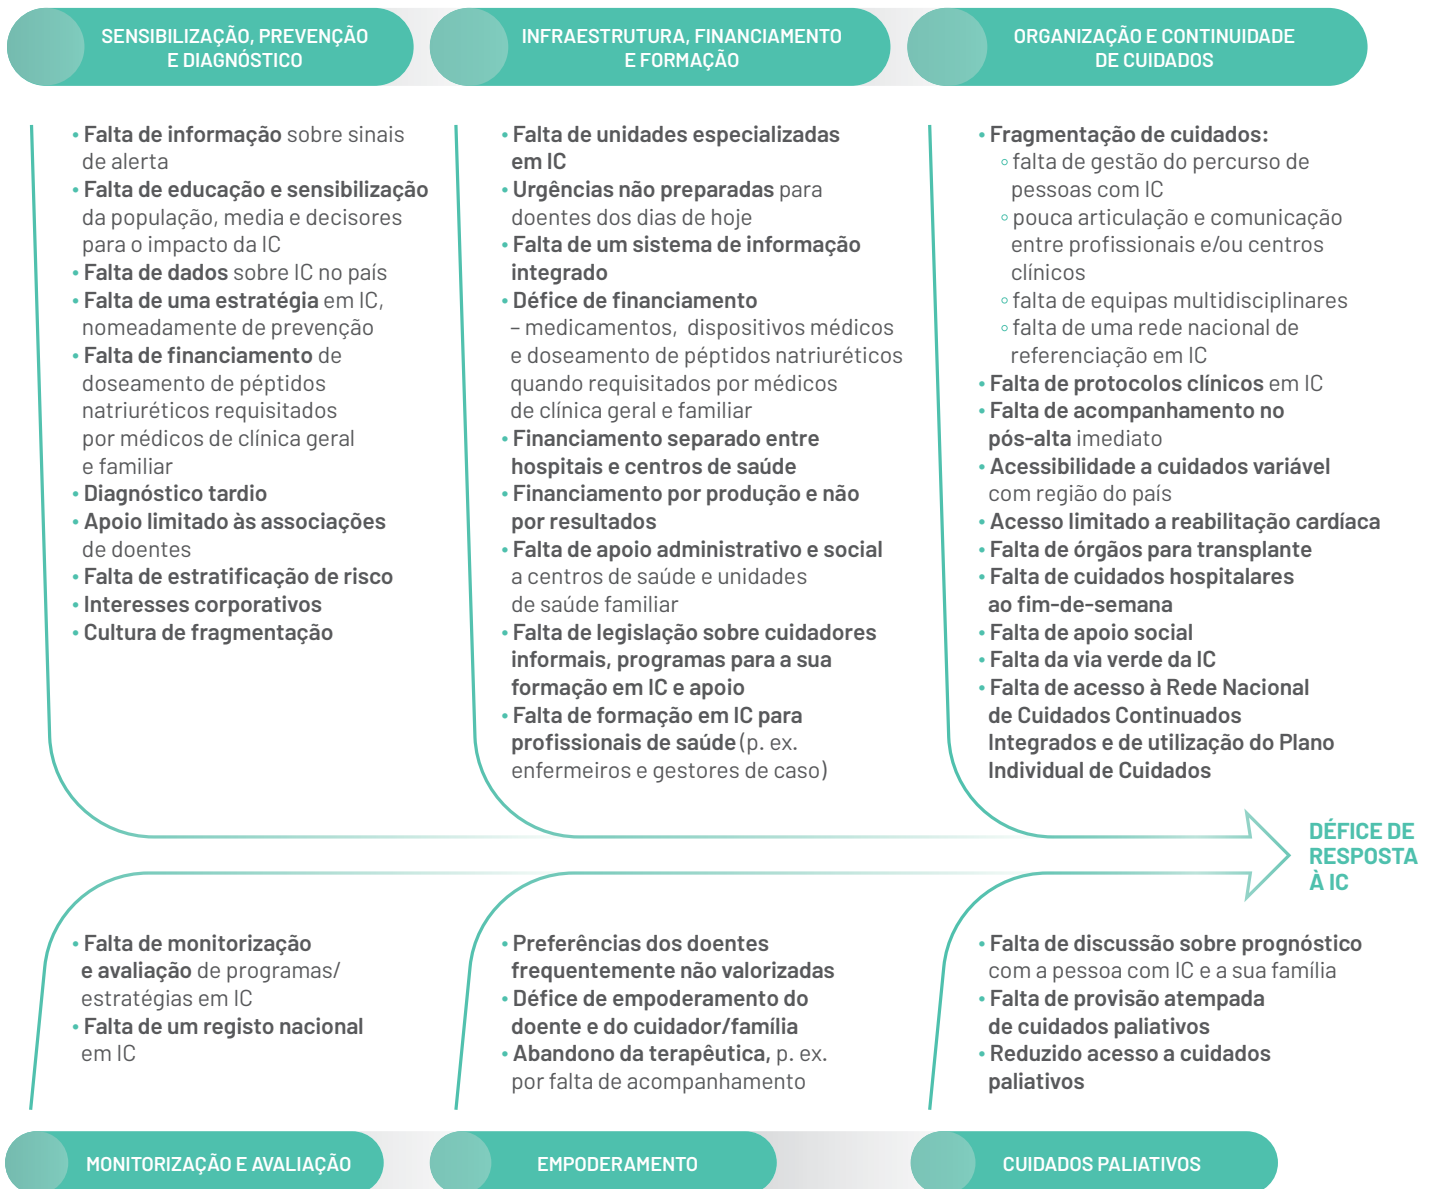 SENSIBILIZAÇÃO, PREVENÇÃO
E DIAGNÓSTICO
• Falta de informação sobre sinais
de alerta
• Falta de educação e sensibilização
da população, media e decisores
para o impacto da IC
• Falta de dados sobre IC no país
• Falta de uma estratégia em IC,
nomeadamente de prevenção
• Falta de financiamento de
doseamento de péptidos
natriuréticos requisitados
por médicos de clínica geral
e familiar
• Diagnóstico tardio
• Apoio limitado às associações
de doentes
• Falta de estratificação de risco
• Interesses corporativos
• Cultura de fragmentação
INFRAESTRUTURA, FINANCIAMENTO
E FORMAÇÃO
• Falta de unidades especializadas
em IC
• Urgências não preparadas para
doentes dos dias de hoje
• Falta de um sistema de informação
integrado
• Défice de financiamento
– medicamentos, dispositivos médicos
e doseamento de péptidos natriuréticos
quando requisitados por médicos
de clínica geral e familiar
• Financiamento separado entre
hospitais e centros de saúde
• Financiamento por produção e não
por resultados
• Falta de apoio administrativo e social
a centros de saúde e unidades
de saúde familiar
• Falta de legislação sobre cuidadores
informais, programas para a sua
formação em IC e apoio
• Falta de formação em IC para
profissionais de saúde (p. ex.
enfermeiros e gestores de caso)
ORGANIZAÇÃO E CONTINUIDADE
DE CUIDADOS
• Fragmentação de cuidados:
◦ falta de gestão do percurso de
pessoas com IC
◦ pouca articulação e comunicação
entre profissionais e/ou centros
clínicos
◦ falta de equipas multidisciplinares
◦ falta de uma rede nacional de
referenciação em IC
• Falta de protocolos clínicos em IC
• Falta de acompanhamento no
pós-alta imediato
• Acessibilidade a cuidados variável
com região do país
• Acesso limitado a reabilitação cardíaca
• Falta de órgãos para transplante
• Falta de cuidados hospitalares
ao fim-de-semana
• Falta de apoio social
• Falta da via verde da IC
• Falta de acesso à Rede Nacional
de Cuidados Continuados
Integrados e de utilização do Plano
Individual de Cuidados
DÉFICE DE
RESPOSTA
À IC
• Falta de monitorização
e avaliação de programas/
estratégias em IC
• Falta de um registo nacional
em IC
MONITORIZAÇÃO E AVALIAÇÃO
• Preferências dos doentes
frequentemente não valorizadas
• Défice de empoderamento do
doente e do cuidador/família
• Abandono da terapêutica, p. ex.
por falta de acompanhamento
EMPODERAMENTO
• Falta de discussão sobre prognóstico
com a pessoa com IC e a sua família
• Falta de provisão atempada
de cuidados paliativos
• Reduzido acesso a cuidados
paliativos
CUIDADOS PALIATIVOS